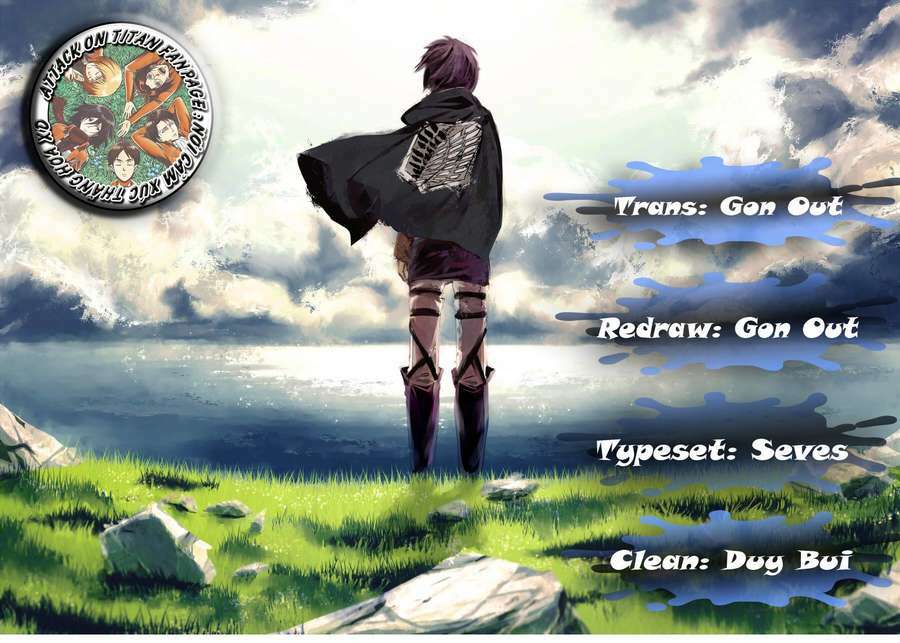 ATTACK ON TITAN FANPAGE: NƠI CẢM XÚC THĂNG HOA XD
Trans: Gon Out
Redraw: Gon Out
Typeset: Seves
Clean: Duy Bui